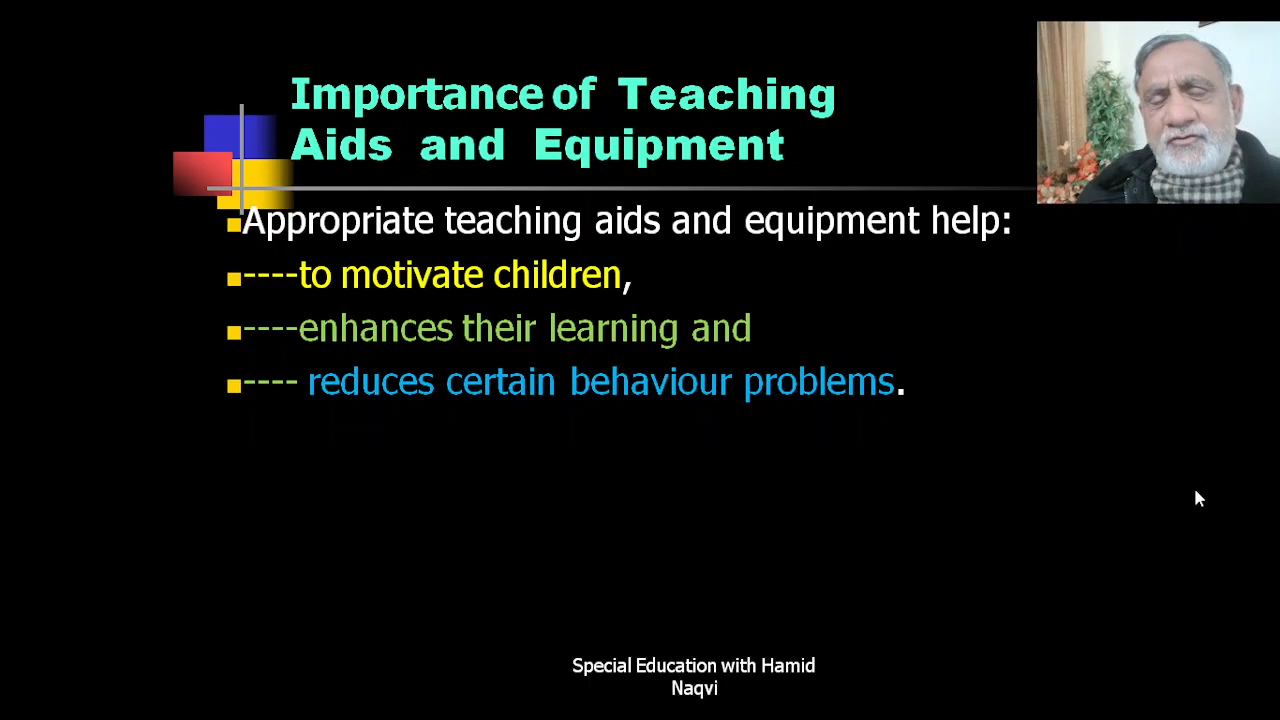 Importance of Teaching
Aids and Equipment
Appropriate teaching aids and equipment help:
----to motivate children,
----enhances their learning and
---- reduces certain behaviour problems.
Special Education with Hamid
Naqvi